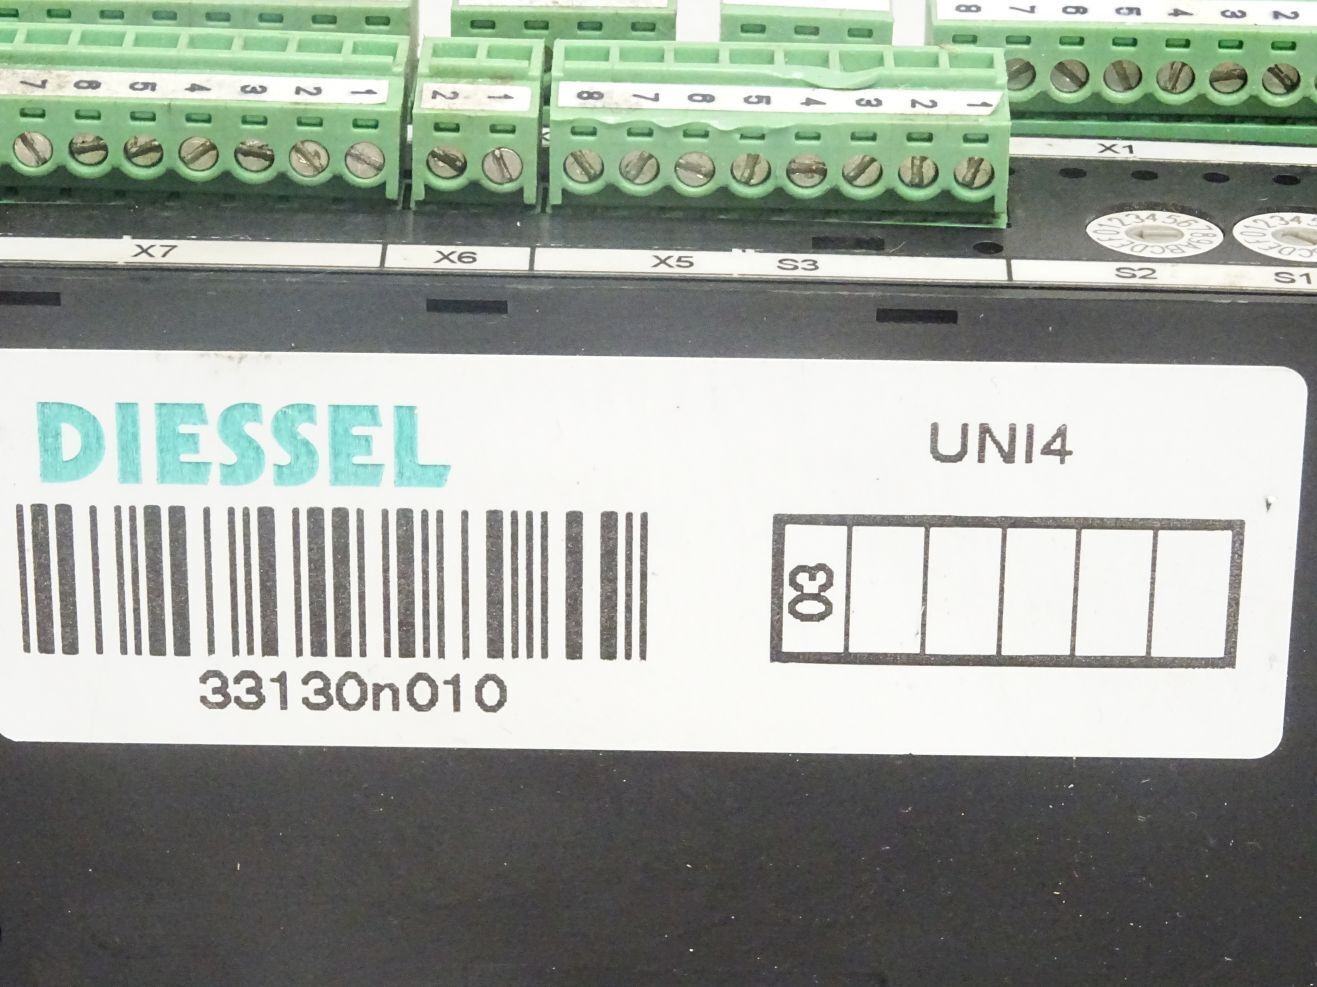 8 7 6 5 4 3 2
7 6 5 4 3 2 1
2 1
8 7 6 5 4 3 2 1
X1
X7
X6
X5
S3
S2
S1
DIESSEL
UNI4
03
33130n010